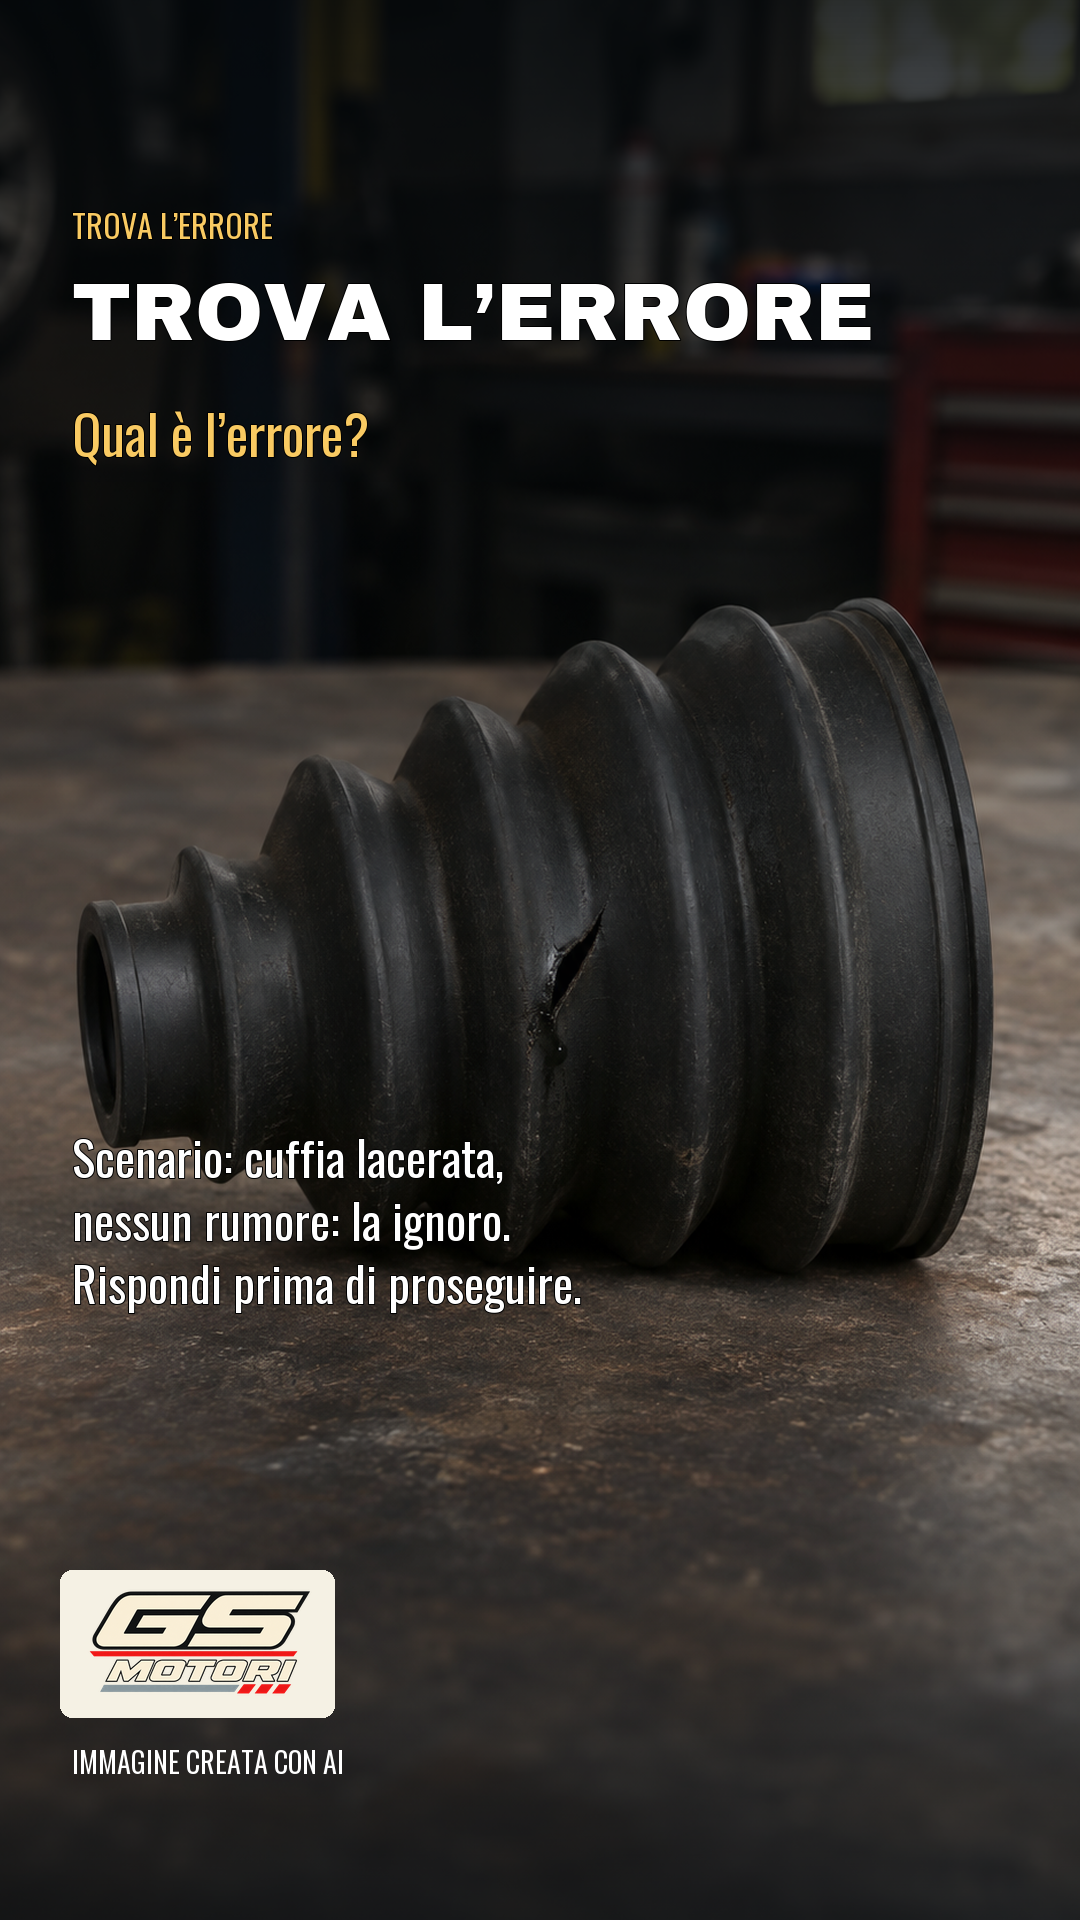 TROVA L’ERRORE
TROVA L’ERRORE
Qual è l’errore?
Scenario: cuffia lacerata,
nessun rumore: la ignoro.
Rispondi prima di proseguire.
GS
MOTORI
IMMAGINE CREATA CON AI